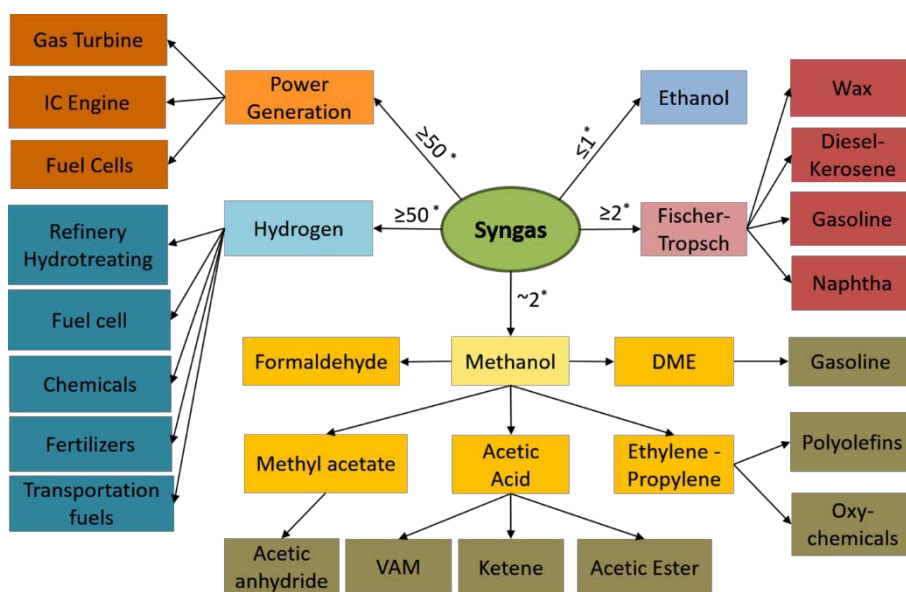 Gas Turbine
IC Engine
Fuel Cells
Power
Generation
≥50 *
≤1*
Ethanol
Wax
Diesel-
Kerosene
Gasoline
Naphtha
Refinery
Hydrotreating
Fuel cell
Chemicals
Fertilizers
Transportation
fuels
Hydrogen
≥50 *
Syngas
≥2*
Fischer-
Tropsch
~2*
Formaldehyde
Methanol
DME
Gasoline
Methyl acetate
Acetic
Acid
Ethylene -
Propylene
Polyolefins
Oxy-
chemicals
Acetic
anhydride
VAM
Ketene
Acetic Ester